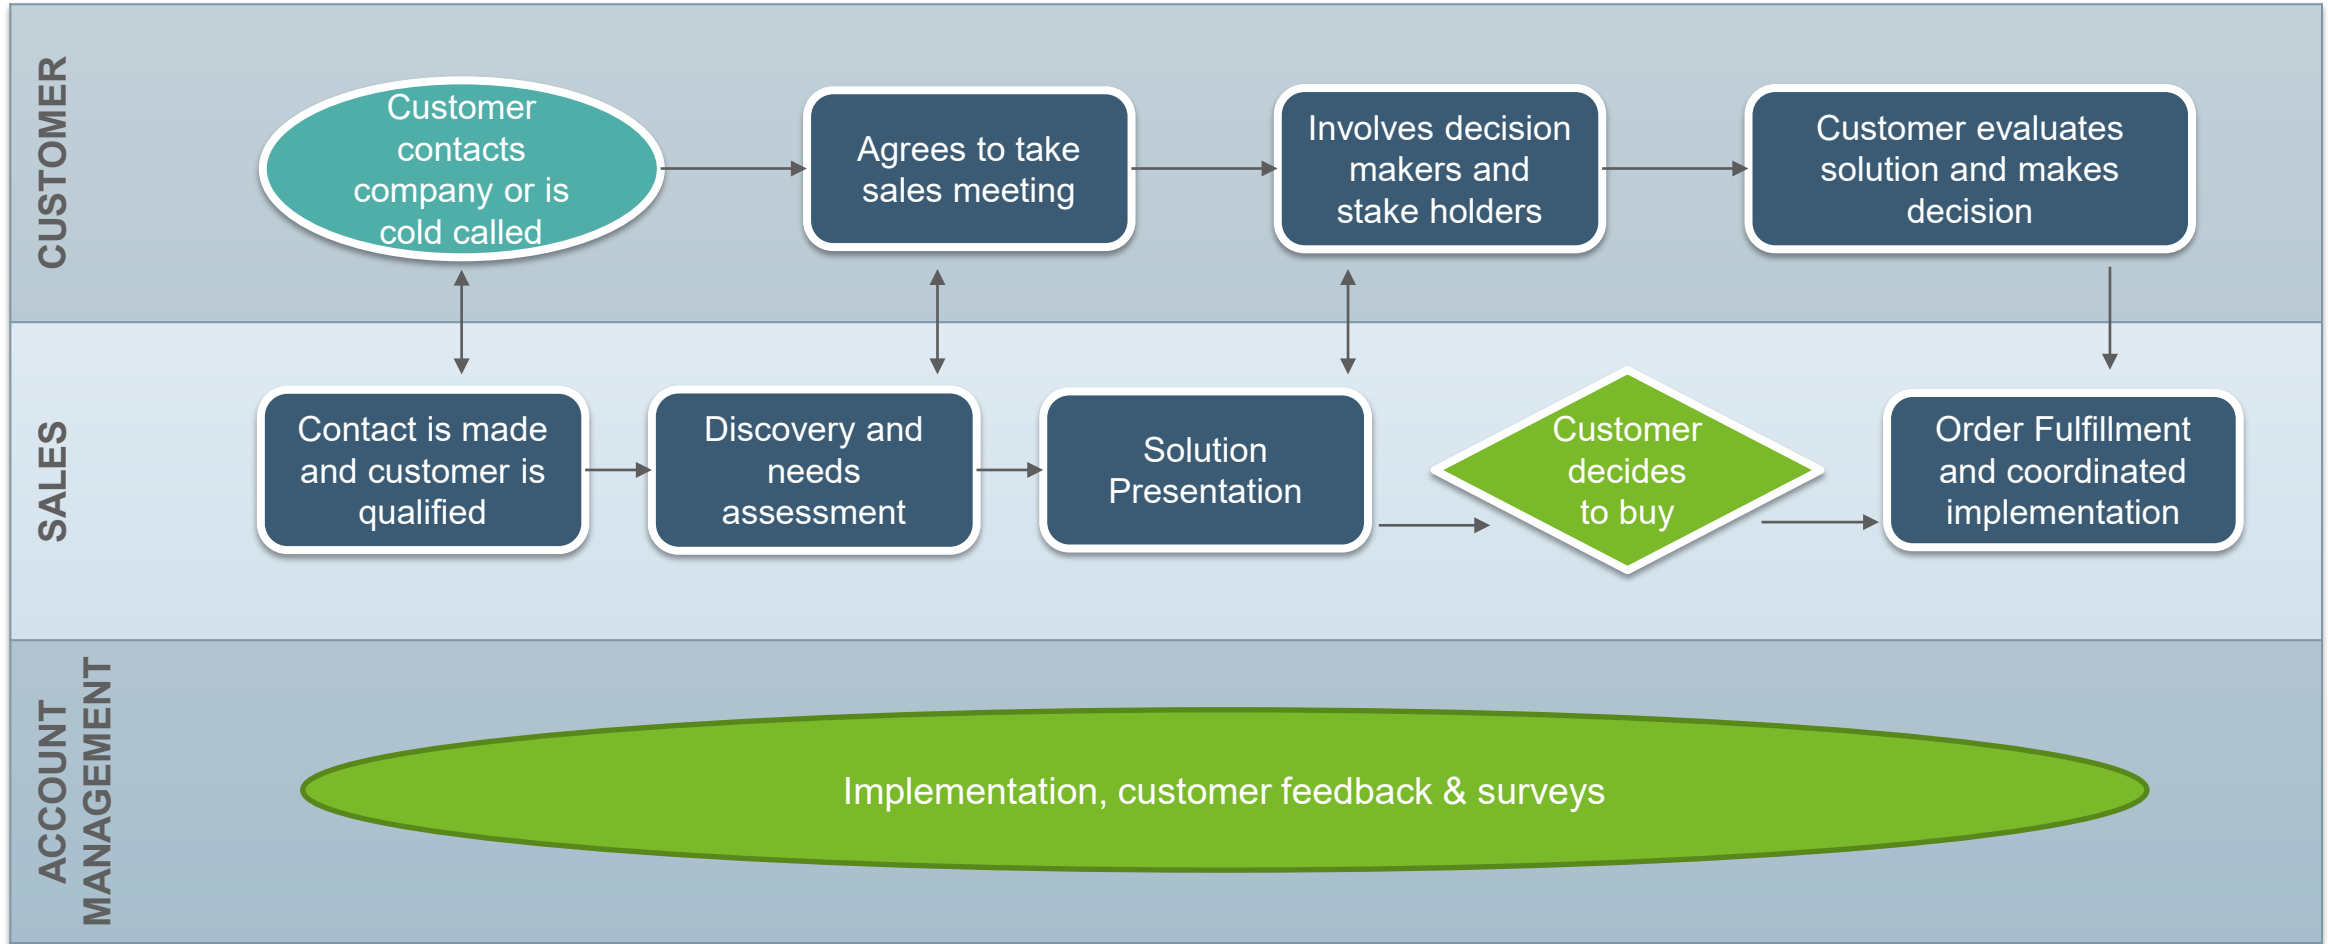 CUSTOMER
Customer
contacts
company or is
cold called
Agrees to take
sales meeting
Involves decision
makers and
stake holders
Customer evaluates
solution and makes
decision
SALES
Contact is made
and customer is
qualified
Discovery and
needs
assessment
Solution
Presentation
Customer
decides
to buy
Order Fulfillment
and coordinated
implementation
ACCOUNT
MANAGEMENT
Implementation, customer feedback & surveys